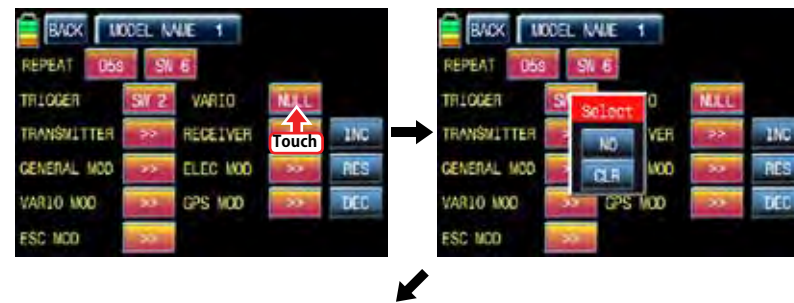 BACK MODEL NAME 1
REPEAT 05s SW 6
TRIGGER SW 2 VARIO NULL
TRANSMITTER >> RECEIVER Touch INC
GENERAL MOD >> ELEC MOD >> RES
VARIO MOD >> GPS MOD >> DEC
ESC MOD >>
BACK MODEL NAME 1
REPEAT 05s SW 6
TRIGGER NULL
Select
TRANSMITTER VER >> INC
NO
GENERAL MOD MOD >> RES
CLR
VARIO MOD >> GPS MOD >> DEC
ESC MOD >>